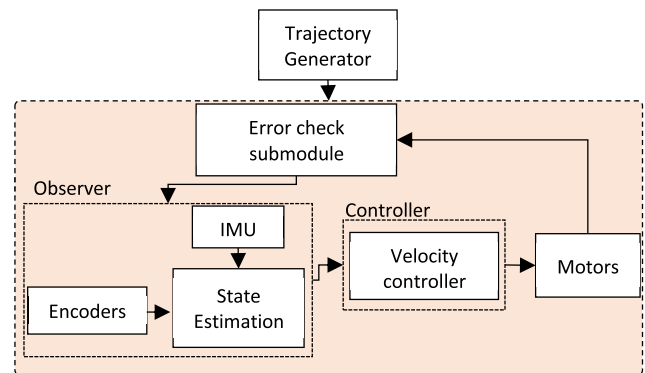 Trajectory
Generator
Error check
submodule
Observer
IMU
Controller
Velocity
controller
Motors
Encoders
State
Estimation